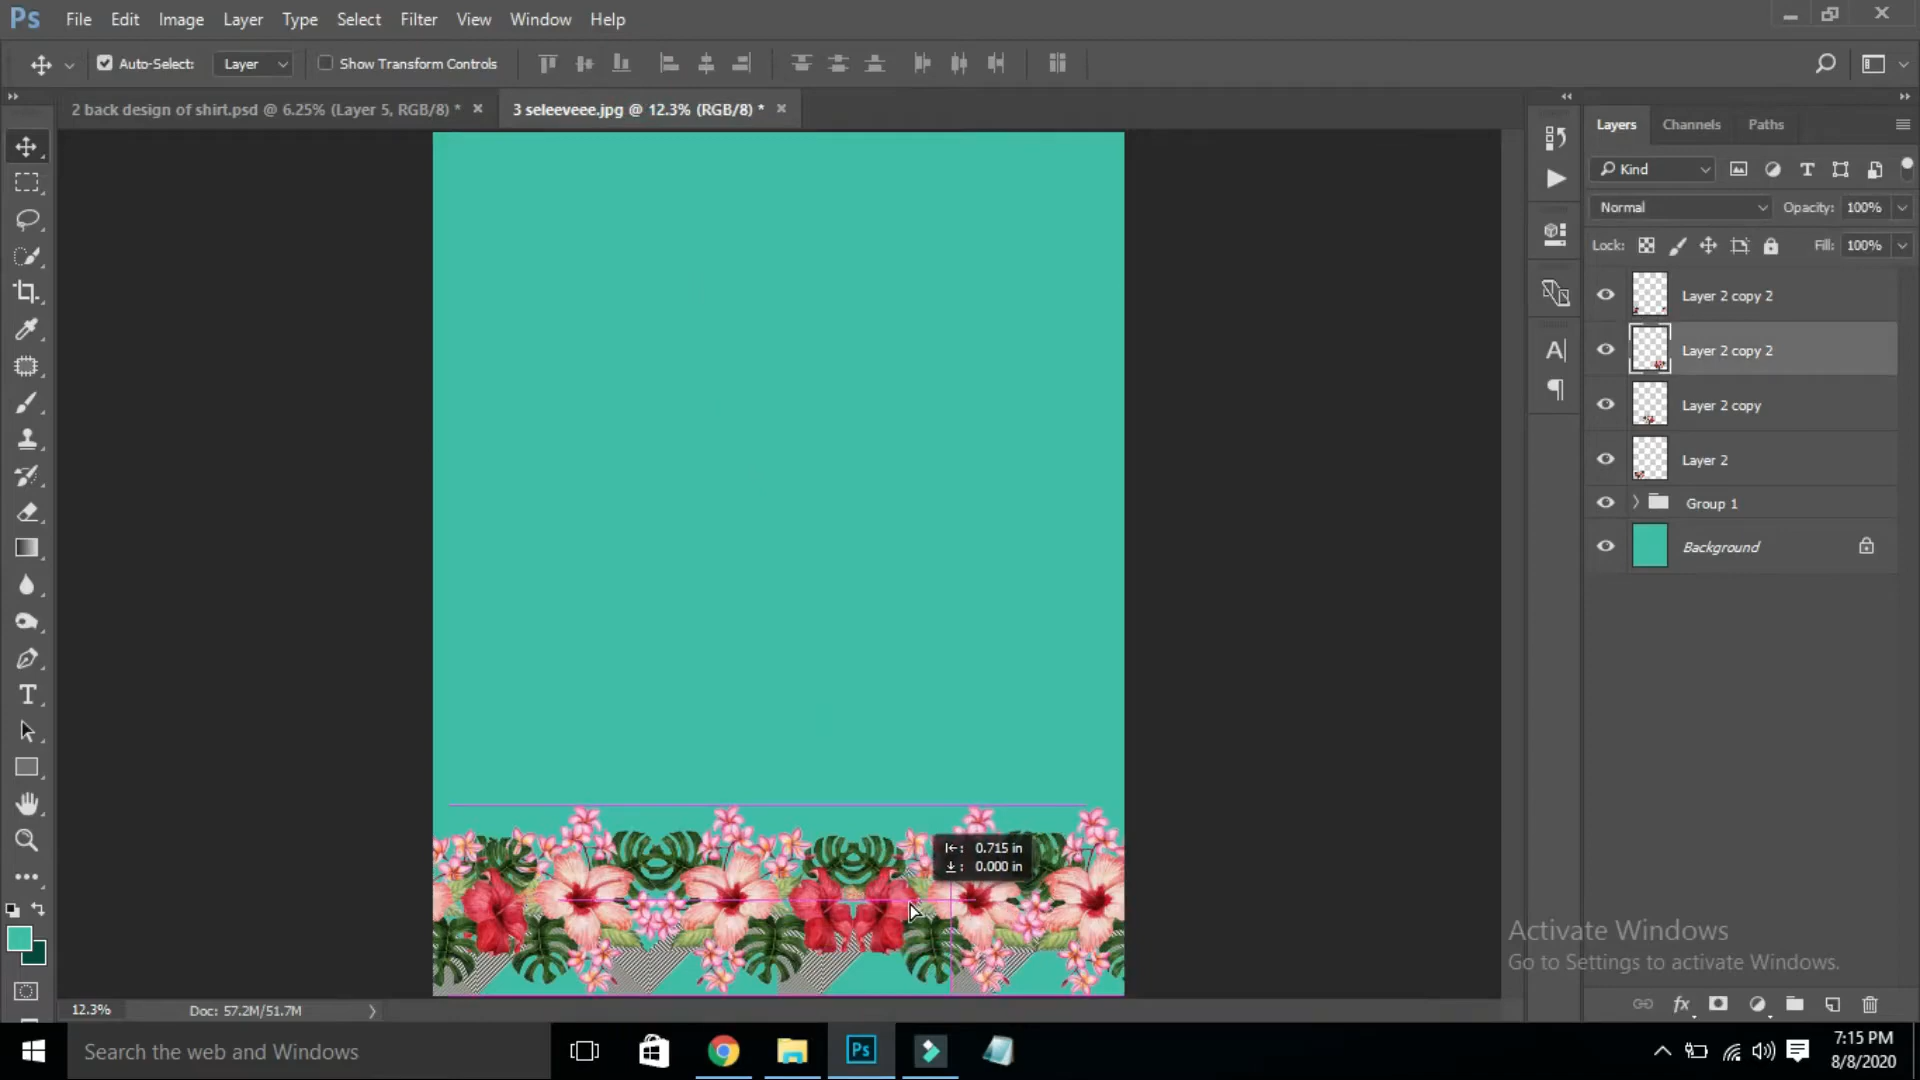 Ps File Edit Image Layer Type Select Filter View Window Help
Auto-Select: Layer Show Transform Controls
2 back design of shirt.psd @ 6.25% (Layer 5, RGB/8) * × 3 seleeveee.jpg @ 12.3% (RGB/8) * ×
Layers Channels Paths
Kind
Normal Opacity: 100%
Lock: Fill: 100%
Layer 2 copy 2
Layer 2 copy 2
Layer 2 copy
Layer 2
Group 1
Background
0.715 in
0.000 in
Activate Windows
Go to Settings to activate Windows.
12.3% Doc: 57.2M/51.7M
Search the web and Windows
Ps
7:15 PM
8/8/2020